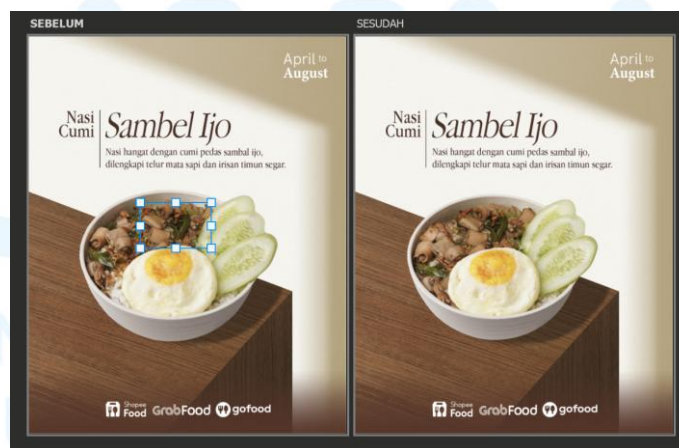 SEBELUM
April to
August
Nasi
Cumi
Sambel Ijo
Nasi hangat dengan cumi pedas sambal ijo,
dilengkapi telur mata sapi dan irisan timun segar.
Shopee
Food
GrabFood
gofood
SESUDAH
April to
August
Nasi
Cumi
Sambel Ijo
Nasi hangat dengan cumi pedas sambal ijo,
dilengkapi telur mata sapi dan irisan timun segar.
Shopee
Food
GrabFood
gofood